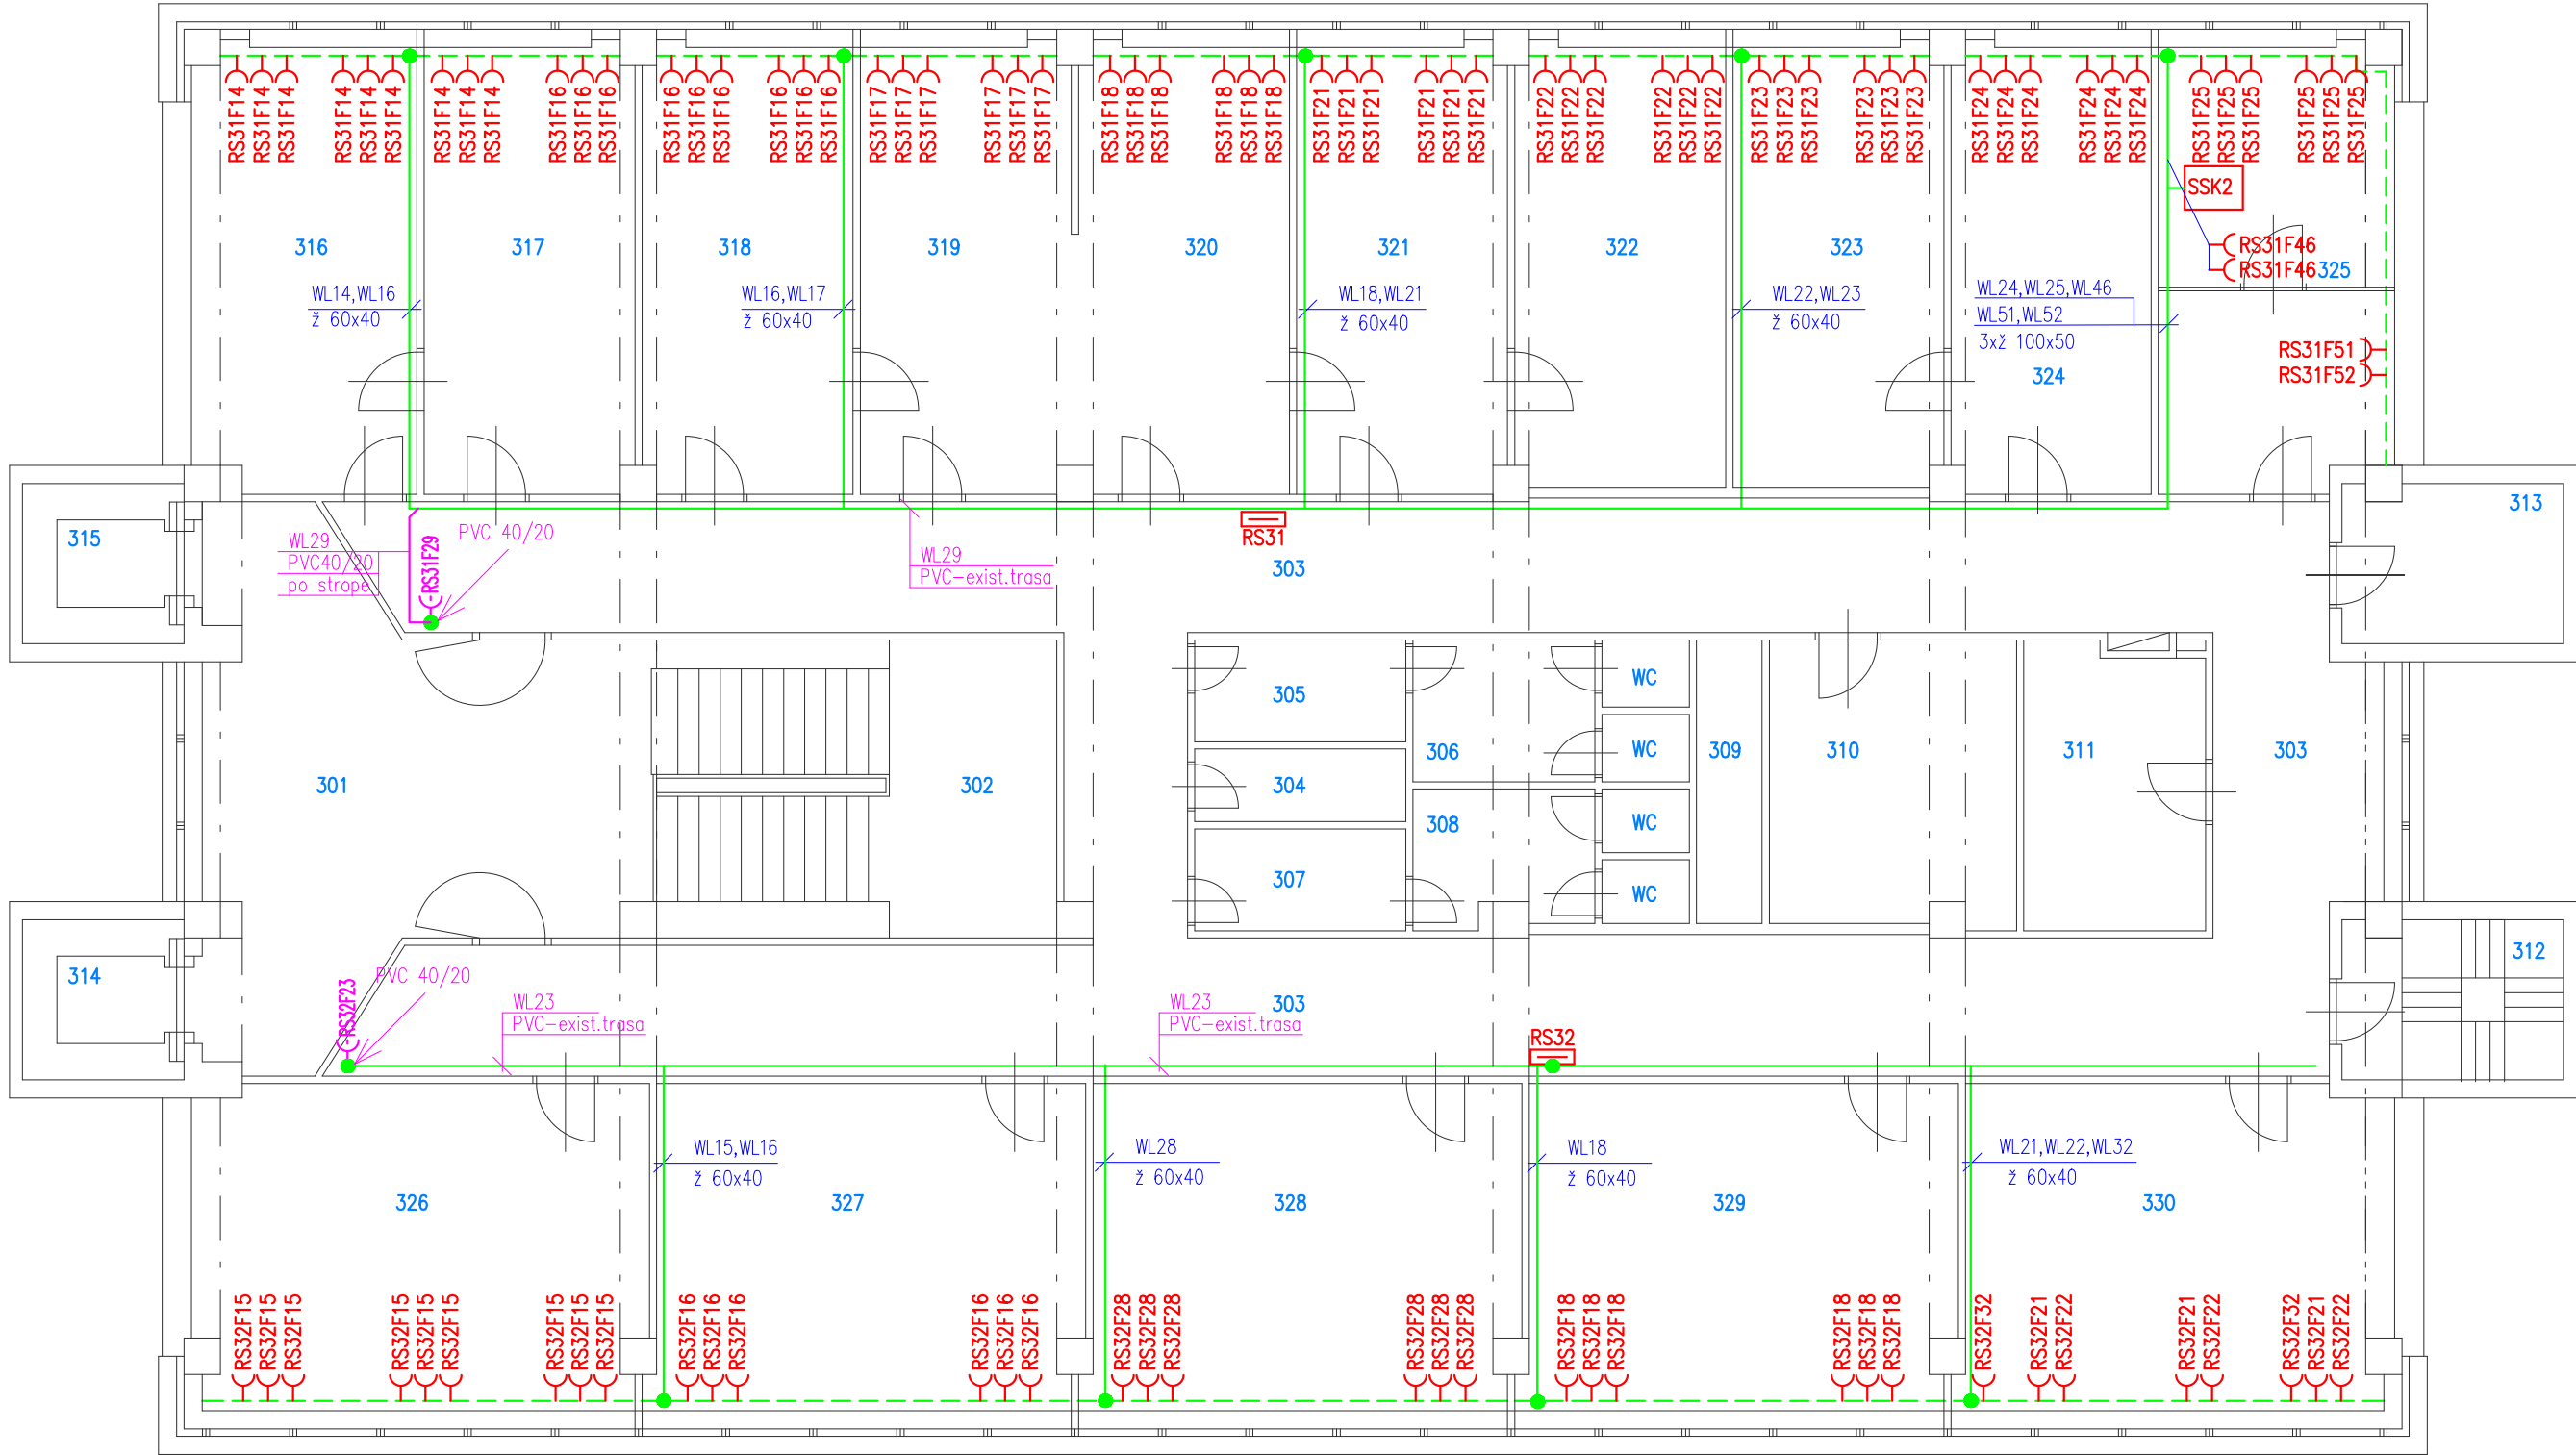 RS31F14 RS31F14 RS31F14 RS31F14 RS31F14 RS31F14 RS31F14 RS31F14 RS31F14 RS31F16 RS31F16 RS31F16 RS31F16 RS31F16 RS31F16 RS31F16 RS31F16 RS31F16 RS31F17 RS31F17 RS31F17 RS31F17 RS31F17 RS31F17 RS31F18 RS31F18 RS31F18 RS31F18 RS31F18 RS31F18 RS31F21 RS31F21 RS31F21 RS31F21 RS31F21 RS31F21 RS31F22 RS31F22 RS31F22 RS31F22 RS31F22 RS31F22 RS31F23 RS31F23 RS31F23 RS31F23 RS31F23 RS31F23 RS31F24 RS31F24 RS31F24 RS31F24 RS31F24 RS31F24 RS31F25 RS31F25 RS31F25 RS31F25 RS31F25 RS31F25
SSK2
316 317 318 319 320 321 322 323
RS31F46
RS31F46 325
WL14,WL16
ž 60x40
WL16,WL17
ž 60x40
WL18,WL21
ž 60x40
WL22,WL23
ž 60x40
WL24,WL25,WL46
WL51,WL52
3xž 100x50
324
RS31F51
RS31F52
315
WL29
PVC40/20
po strope
RS31F29
PVC 40/20
WL29
PVC-exist.trasa
RS31
303
313
305
WC
306
WC
309
310
311
303
301
302
304
308
WC
307
WC
314
RS32F23
PVC 40/20
WL23
PVC-exist.trasa
WL23
PVC-exist.trasa
303
RS32
312
WL15,WL16
ž 60x40
WL28
ž 60x40
WL18
ž 60x40
WL21,WL22,WL32
ž 60x40
326 327 328 329 330
RS32F15 RS32F15 RS32F15 RS32F15 RS32F15 RS32F15 RS32F15 RS32F15 RS32F15 RS32F16 RS32F16 RS32F16 RS32F16 RS32F16 RS32F16 RS32F28 RS32F28 RS32F28 RS32F28 RS32F28 RS32F28 RS32F18 RS32F18 RS32F18 RS32F18 RS32F18 RS32F18 RS32F32 RS32F21 RS32F22 RS32F21 RS32F22 RS32F32 RS32F21 RS32F22